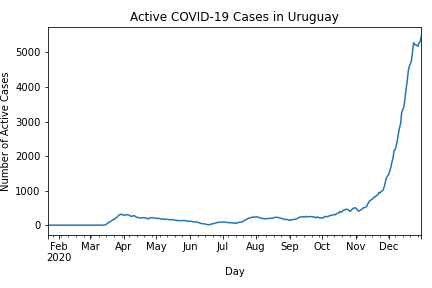 Active COVID-19 Cases in Uruguay
Number of Active Cases
5000
4000
3000
2000
1000
0
Feb Mar Apr May Jun Jul Aug Sep Oct Nov Dec
2020
Day